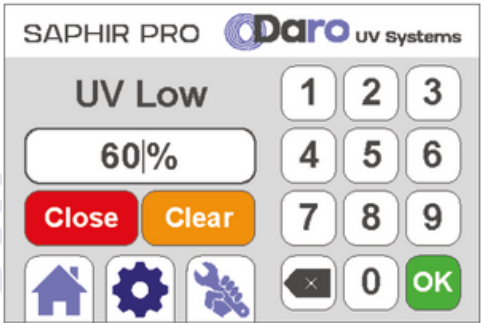 SAPHIR PRO Daro UV Systems
UV Low
60%
Close Clear
1 2 3
4 5 6
7 8 9
0 OK